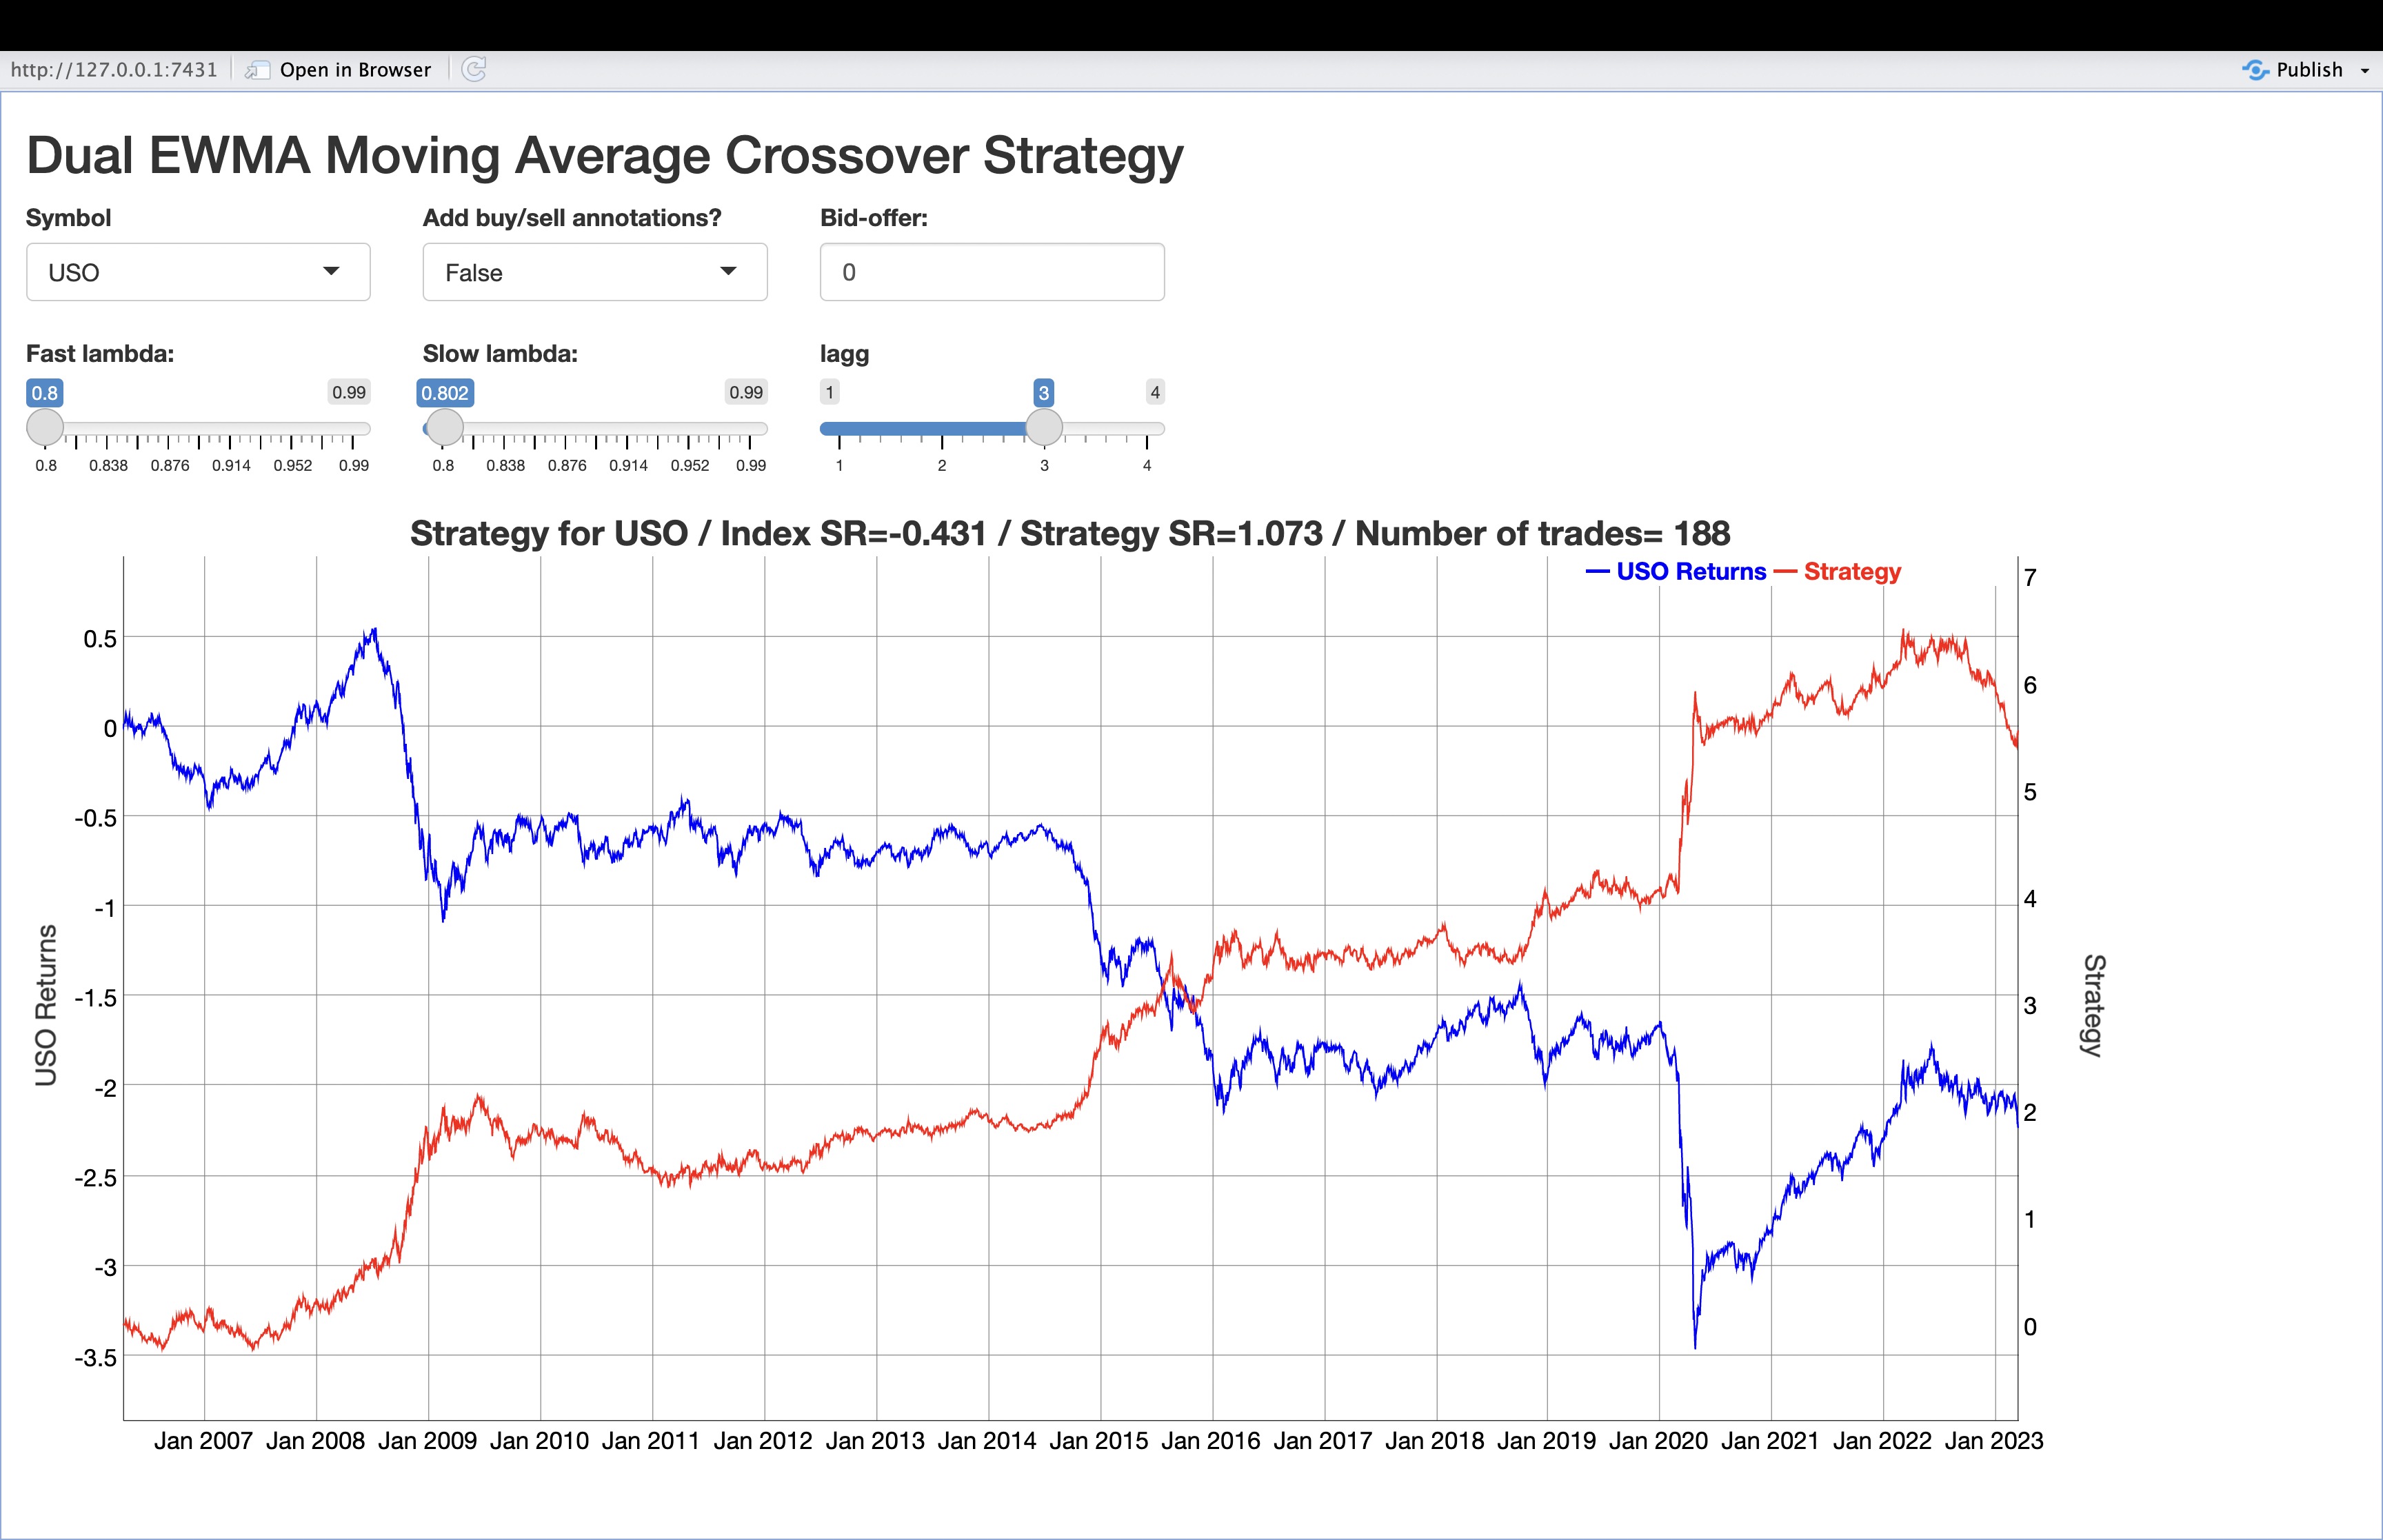 http://127.0.0.1:7431 Open in Browser Publish
Dual EWMA Moving Average Crossover Strategy
Symbol Add buy/sell annotations? Bid-offer:
USO False 0
Fast lambda: Slow lambda: lagg
0.8 0.99 0.802 0.99 1 3 4
0.8 0.838 0.876 0.914 0.952 0.99 0.8 0.838 0.876 0.914 0.952 0.99 1 2 3 4
Strategy for USO / Index SR=-0.431 / Strategy SR=1.073 / Number of trades= 188
USO Returns Strategy
7
0.5
6
0
5
-0.5
4
-1
3
-1.5
2
-2
-2.5
1
-3
0
-3.5
USO Returns
Strategy
Jan 2007 Jan 2008 Jan 2009 Jan 2010 Jan 2011 Jan 2012 Jan 2013 Jan 2014 Jan 2015 Jan 2016 Jan 2017 Jan 2018 Jan 2019 Jan 2020 Jan 2021 Jan 2022 Jan 2023